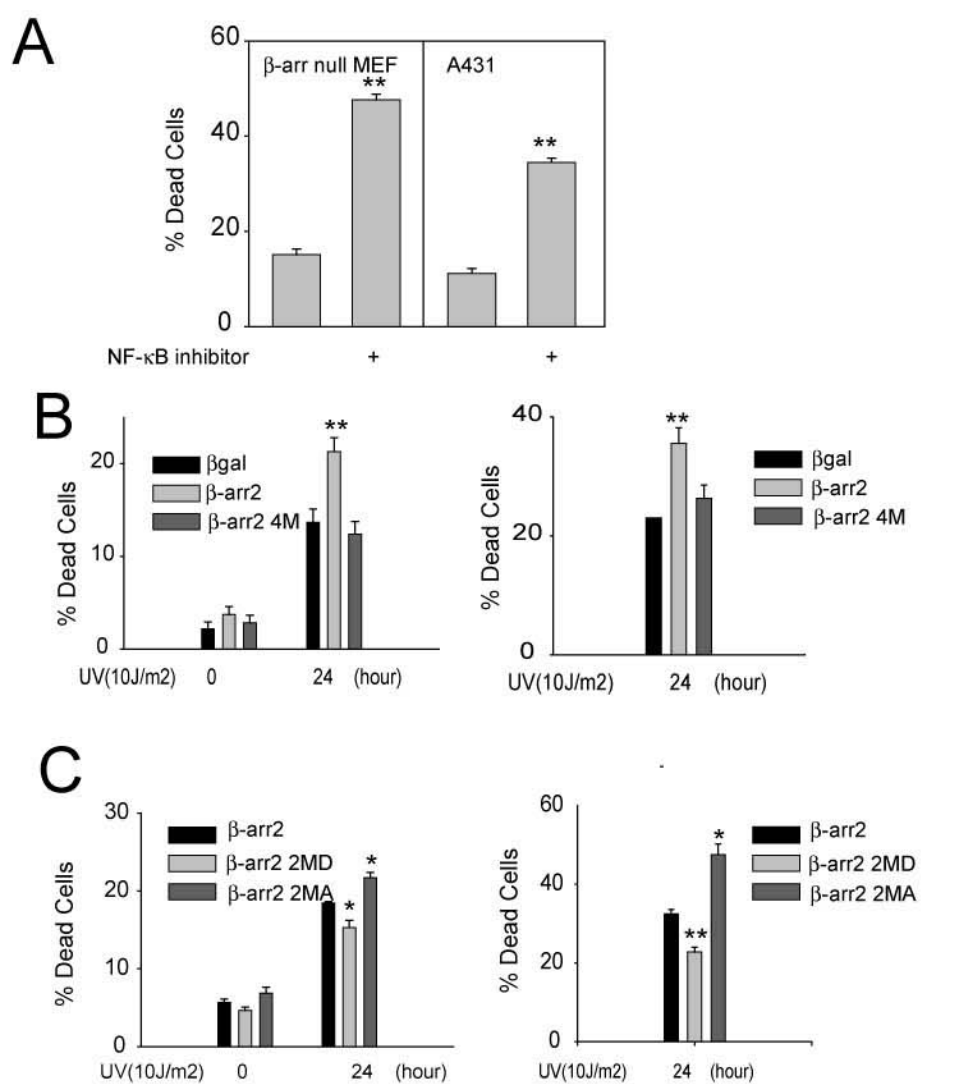 A
60
β-arr null MEF
A431
**
**
40
% Dead Cells
20
0
NF-κB inhibitor + +
B
**
20
βgal
β-arr2
β-arr2 4M
% Dead Cells
10
0
UV(10J/m2) 0 24 (hour)
40
**
βgal
β-arr2
β-arr2 4M
% Dead Cells
20
0
UV(10J/m2) 24 (hour)
C
30
β-arr2
β-arr2 2MD
β-arr2 2MA
*
*
20
% Dead Cells
10
0
UV(10J/m2) 0 24 (hour)
60
β-arr2
β-arr2 2MD
β-arr2 2MA
*
40
**
% Dead Cells
20
0
UV(10J/m2) 24 (hour)